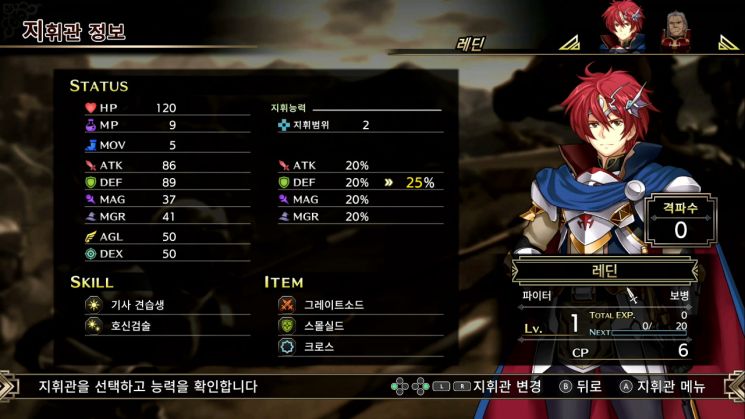 지휘관 정보
레딘
STATUS
HP 120
MP 9
MOV 5
ATK 86
DEF 89
MAG 37
MGR 41
AGL 50
DEX 50
지휘능력
지휘범위 2
ATK 20%
DEF 20% » 25%
MAG 20%
MGR 20%
SKILL
기사 견습생
호신검술
ITEM
그레이트소드
스몰실드
크로스
격파수
0
레딘
파이터 보병
Lv. 1
TOTAL EXP. 0
NEXT 0/ 20
CP 6
지휘관을 선택하고 능력을 확인합니다
L R 지휘관 변경 B 뒤로 A 지휘관 메뉴